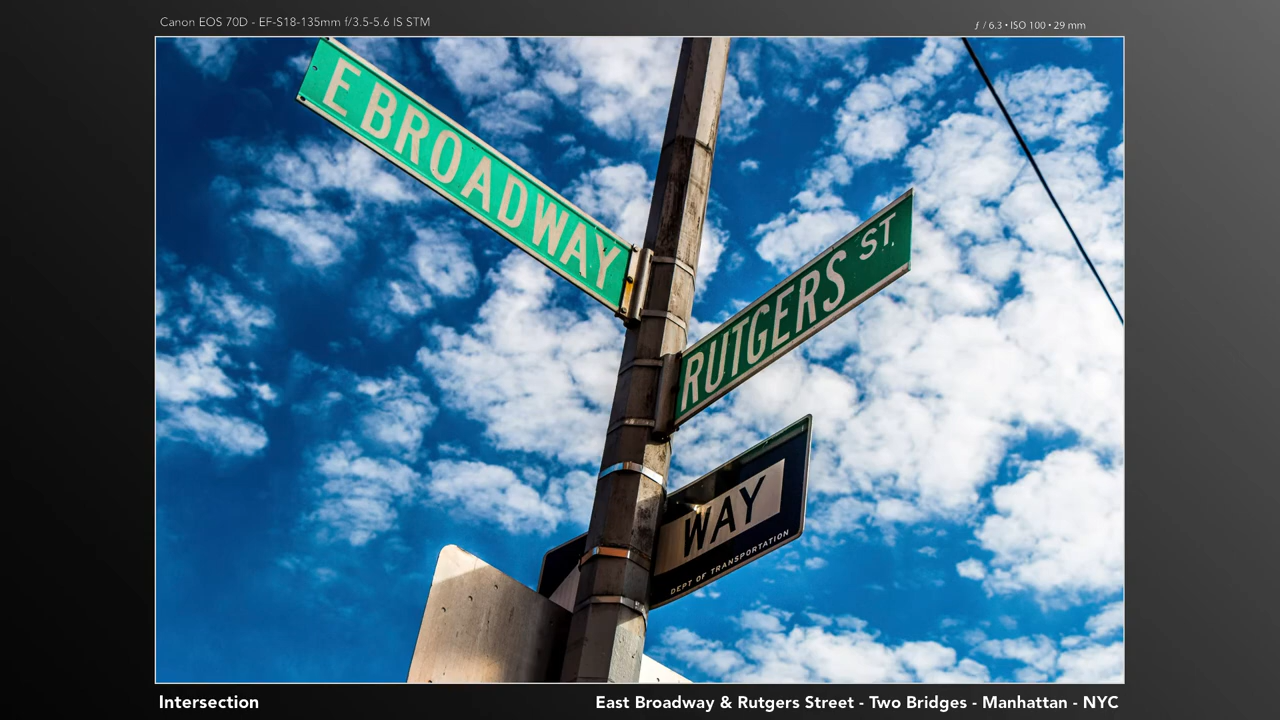 Canon EOS 70D - EF-S18-135mm f/3.5-5.6 IS STM
ƒ / 6.3 • ISO 100 • 29 mm
E BROADWAY
RUTGERS ST.
WAY
DEPT OF TRANSPORTATION
Intersection
East Broadway & Rutgers Street - Two Bridges - Manhattan - NYC